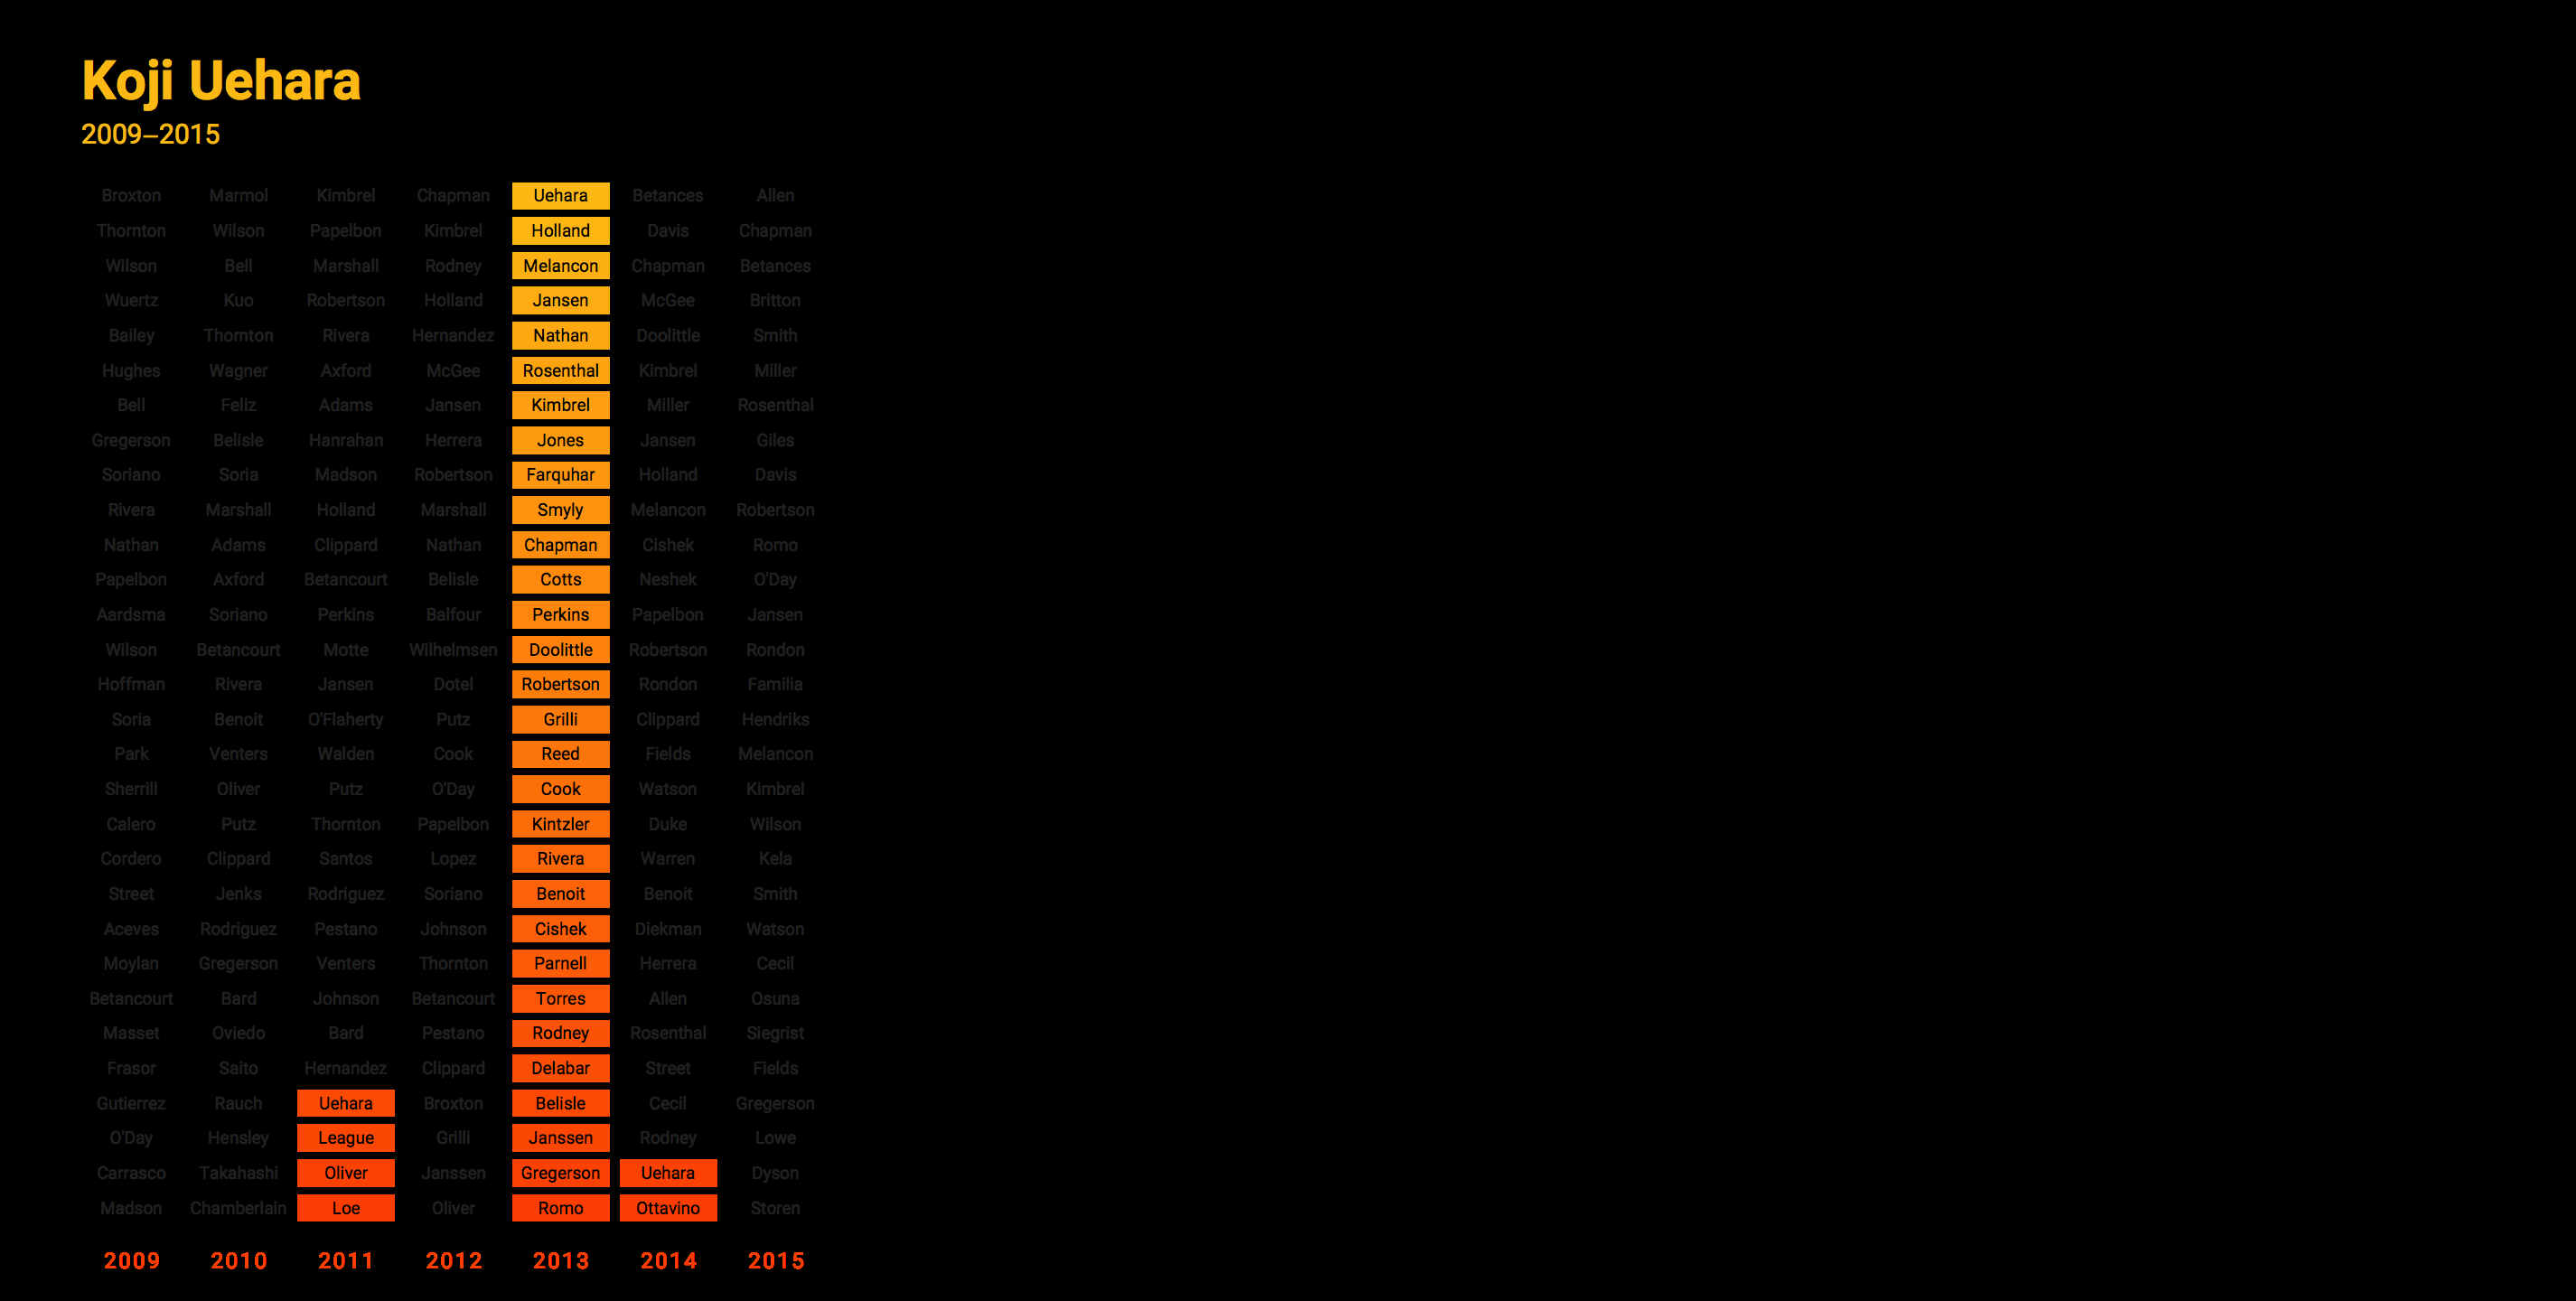 Koji Uehara
2009–2015
Broxton Marmol Kimbrel Chapman Uehara Betances Allen
Thornton Wilson Papelbon Kimbrel Holland Davis Chapman
Wilson Bell Marshall Rodney Melancon Chapman Betances
Wuertz Kuo Robertson Holland Jansen McGee Britton
Bailey Thornton Rivera Hernandez Nathan Doolittle Smith
Hughes Wagner Axford McGee Rosenthal Kimbrel Miller
Bell Feliz Adams Jansen Kimbrel Miller Rosenthal
Gregerson Belisle Hanrahan Herrera Jones Jansen Giles
Soriano Soria Madson Robertson Farquhar Holland Davis
Rivera Marshall Holland Marshall Smyly Melancon Robertson
Nathan Adams Clippard Nathan Chapman Cishek Romo
Papelbon Axford Betancourt Belisle Cotts Neshek O'Day
Aardsma Soriano Perkins Balfour Perkins Papelbon Jansen
Wilson Betancourt Motte Wilhelmsen Doolittle Robertson Rondon
Hoffman Rivera Jansen Dotel Robertson Rondon Familia
Soria Benoit O'Flaherty Putz Grilli Clippard Hendriks
Park Venters Walden Cook Reed Fields Melancon
Sherrill Oliver Putz O'Day Cook Watson Kimbrel
Calero Putz Thornton Papelbon Kintzler Duke Wilson
Cordero Clippard Santos Lopez Rivera Warren Kela
Street Jenks Rodriguez Soriano Benoit Benoit Smith
Aceves Rodriguez Pestano Johnson Cishek Diekman Watson
Moylan Gregerson Venters Thornton Parnell Herrera Cecil
Betancourt Bard Johnson Betancourt Torres Allen Osuna
Masset Oviedo Bard Pestano Rodney Rosenthal Siegrist
Frasor Saito Hernandez Clippard Delabar Street Fields
Gutierrez Rauch Uehara Broxton Belisle Cecil Gregerson
O'Day Hensley League Grilli Janssen Rodney Lowe
Carrasco Takahashi Oliver Janssen Gregerson Uehara Dyson
Madson Chamberlain Loe Oliver Romo Ottavino Storen
2009 2010 2011 2012 2013 2014 2015